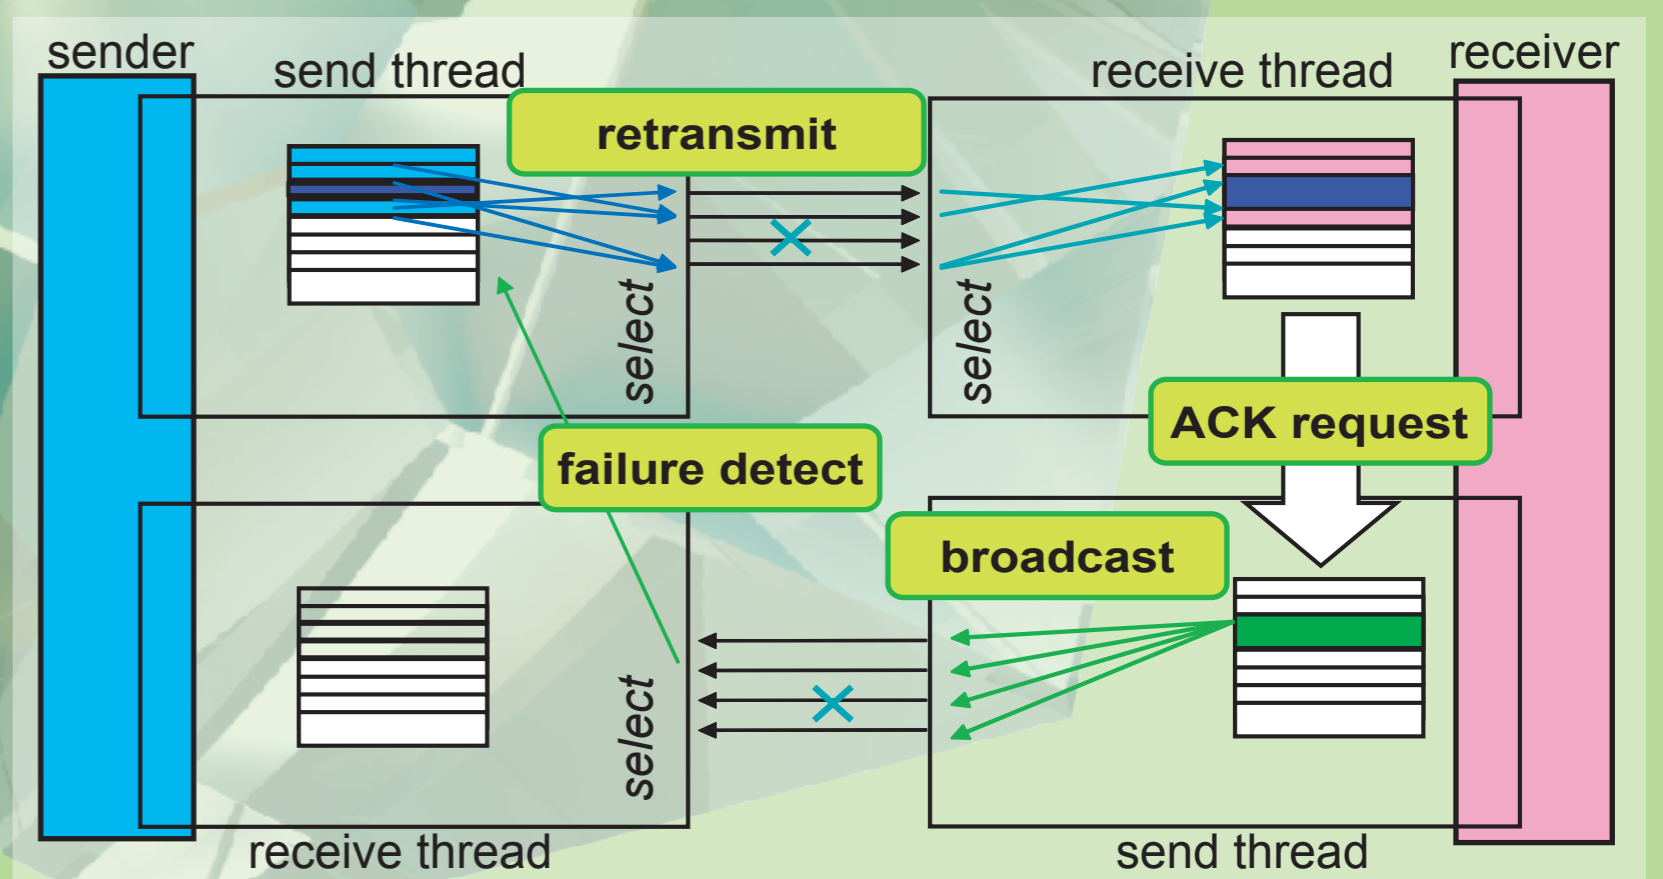 sender
receiver
send thread
receive thread
retransmit
select
select
ACK request
failure detect
broadcast
select
receive thread
send thread